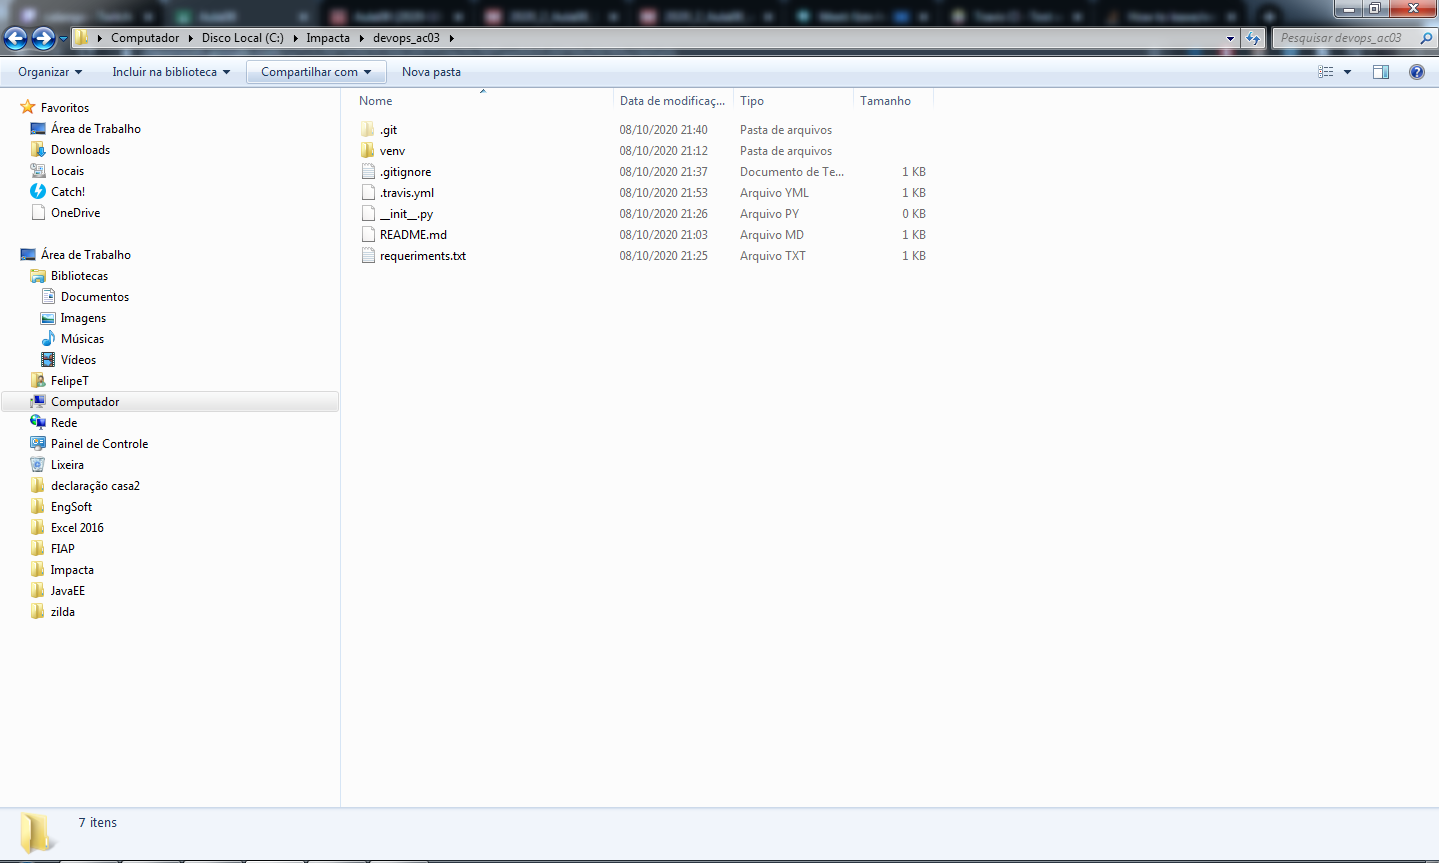 Computador Disco Local (C:) Impacta devops_ac03
Pesquisar devops_ac03
Organizar Incluir na biblioteca Compartilhar com Nova pasta
Nome Data de modificaç... Tipo Tamanho
.git 08/10/2020 21:40 Pasta de arquivos
venv 08/10/2020 21:12 Pasta de arquivos
.gitignore 08/10/2020 21:37 Documento de Te... 1 KB
.travis.yml 08/10/2020 21:53 Arquivo YML 1 KB
__init__.py 08/10/2020 21:26 Arquivo PY 0 KB
README.md 08/10/2020 21:03 Arquivo MD 1 KB
requeriments.txt 08/10/2020 21:25 Arquivo TXT 1 KB
Favoritos
Área de Trabalho
Downloads
Locais
Catch!
OneDrive
Área de Trabalho
Bibliotecas
Documentos
Imagens
Músicas
Vídeos
FelipeT
Computador
Rede
Painel de Controle
Lixeira
declaração casa2
EngSoft
Excel 2016
FIAP
Impacta
JavaEE
zilda
7 itens